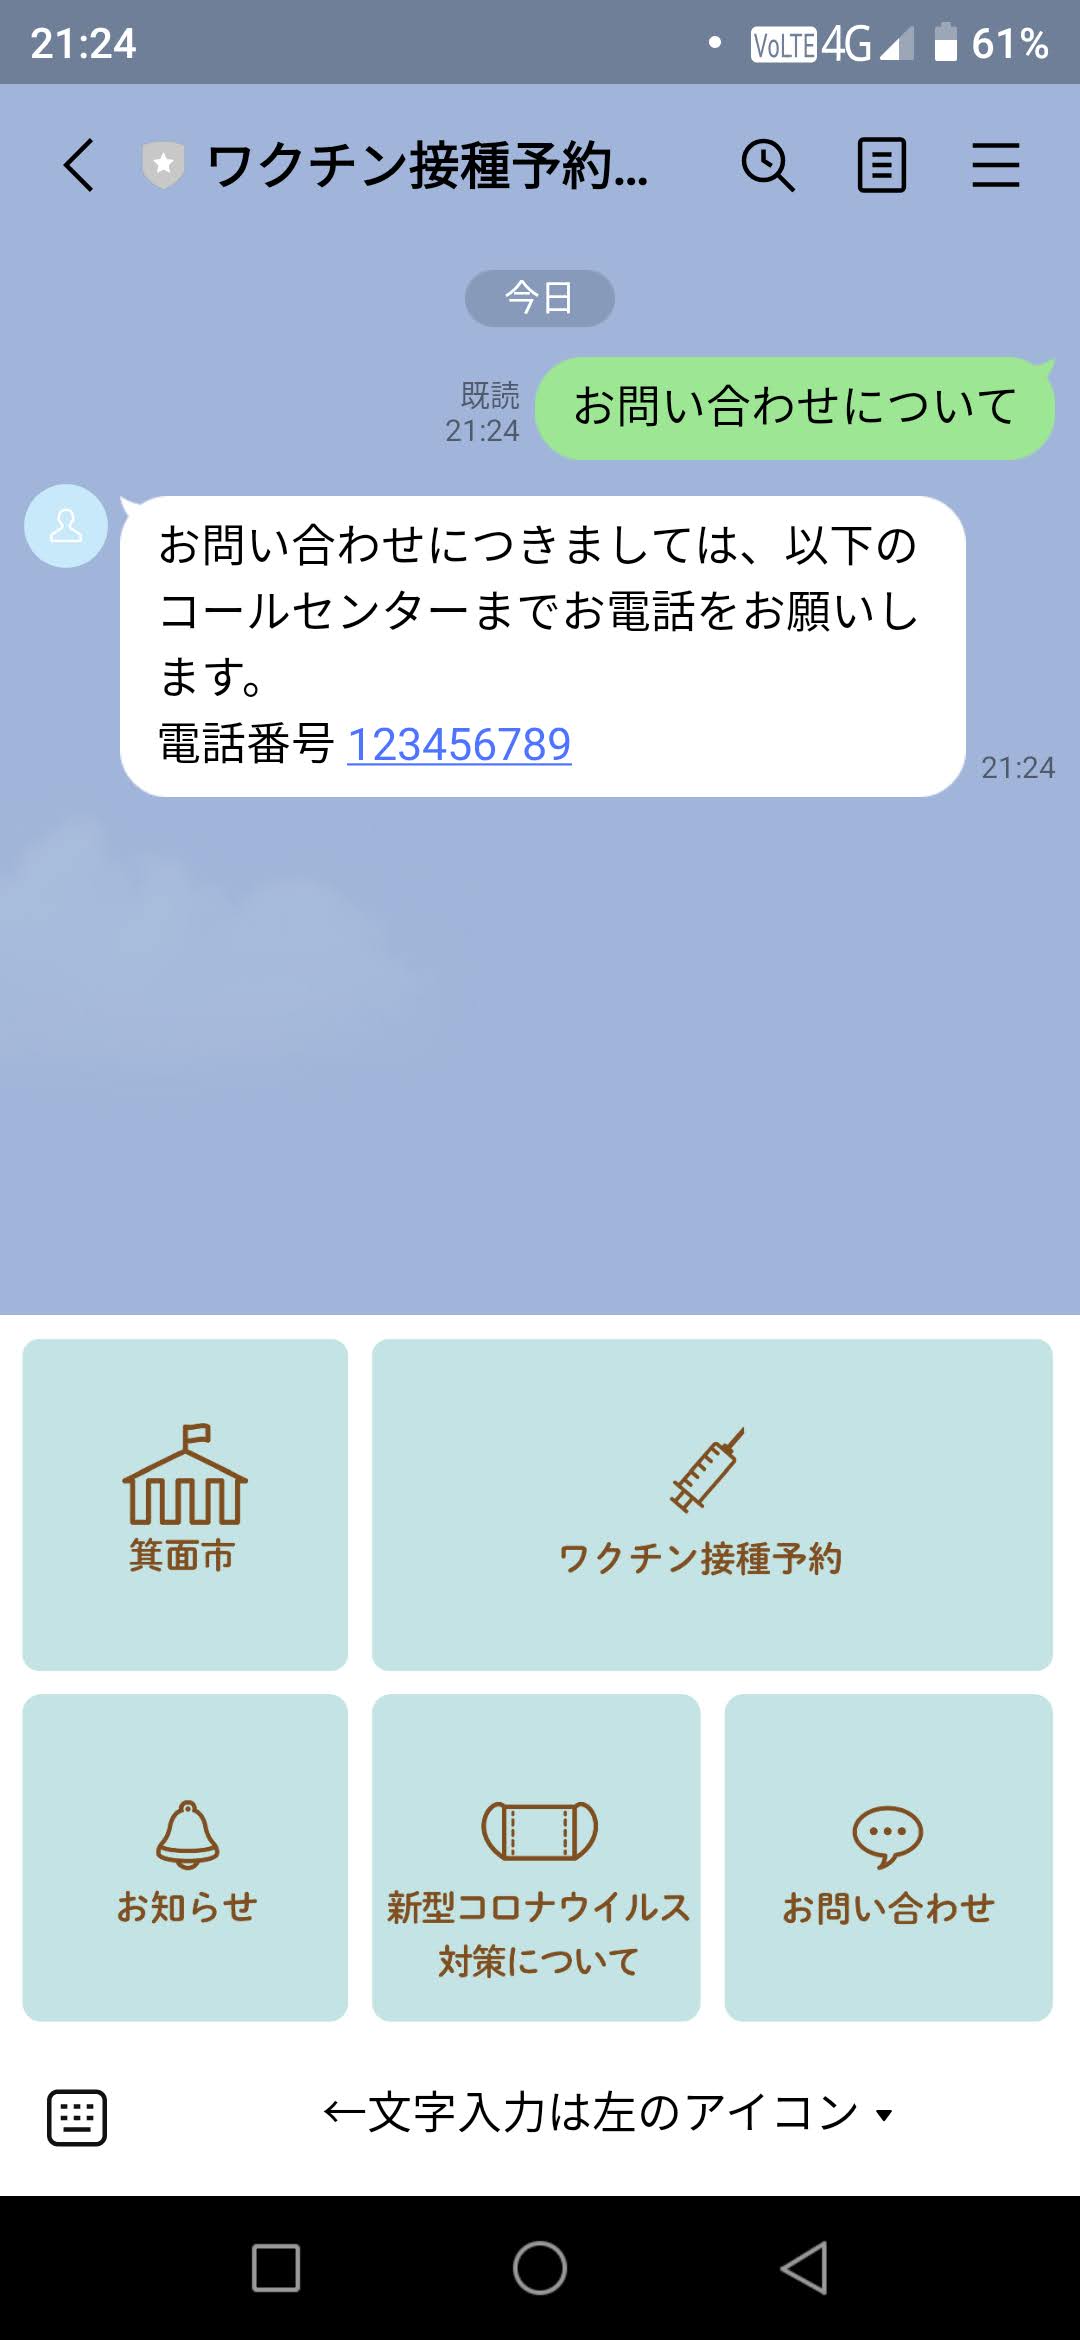 21:24
VoLTE 4G 61%
ワクチン接種予約...
今日
既読
21:24
お問い合わせについて
お問い合わせにつきましては、以下の
コールセンターまでお電話をお願いし
ます。
電話番号 123456789
21:24
箕面市
ワクチン接種予約
お知らせ
新型コロナウイルス
対策について
お問い合わせ
←文字入力は左のアイコン ▾